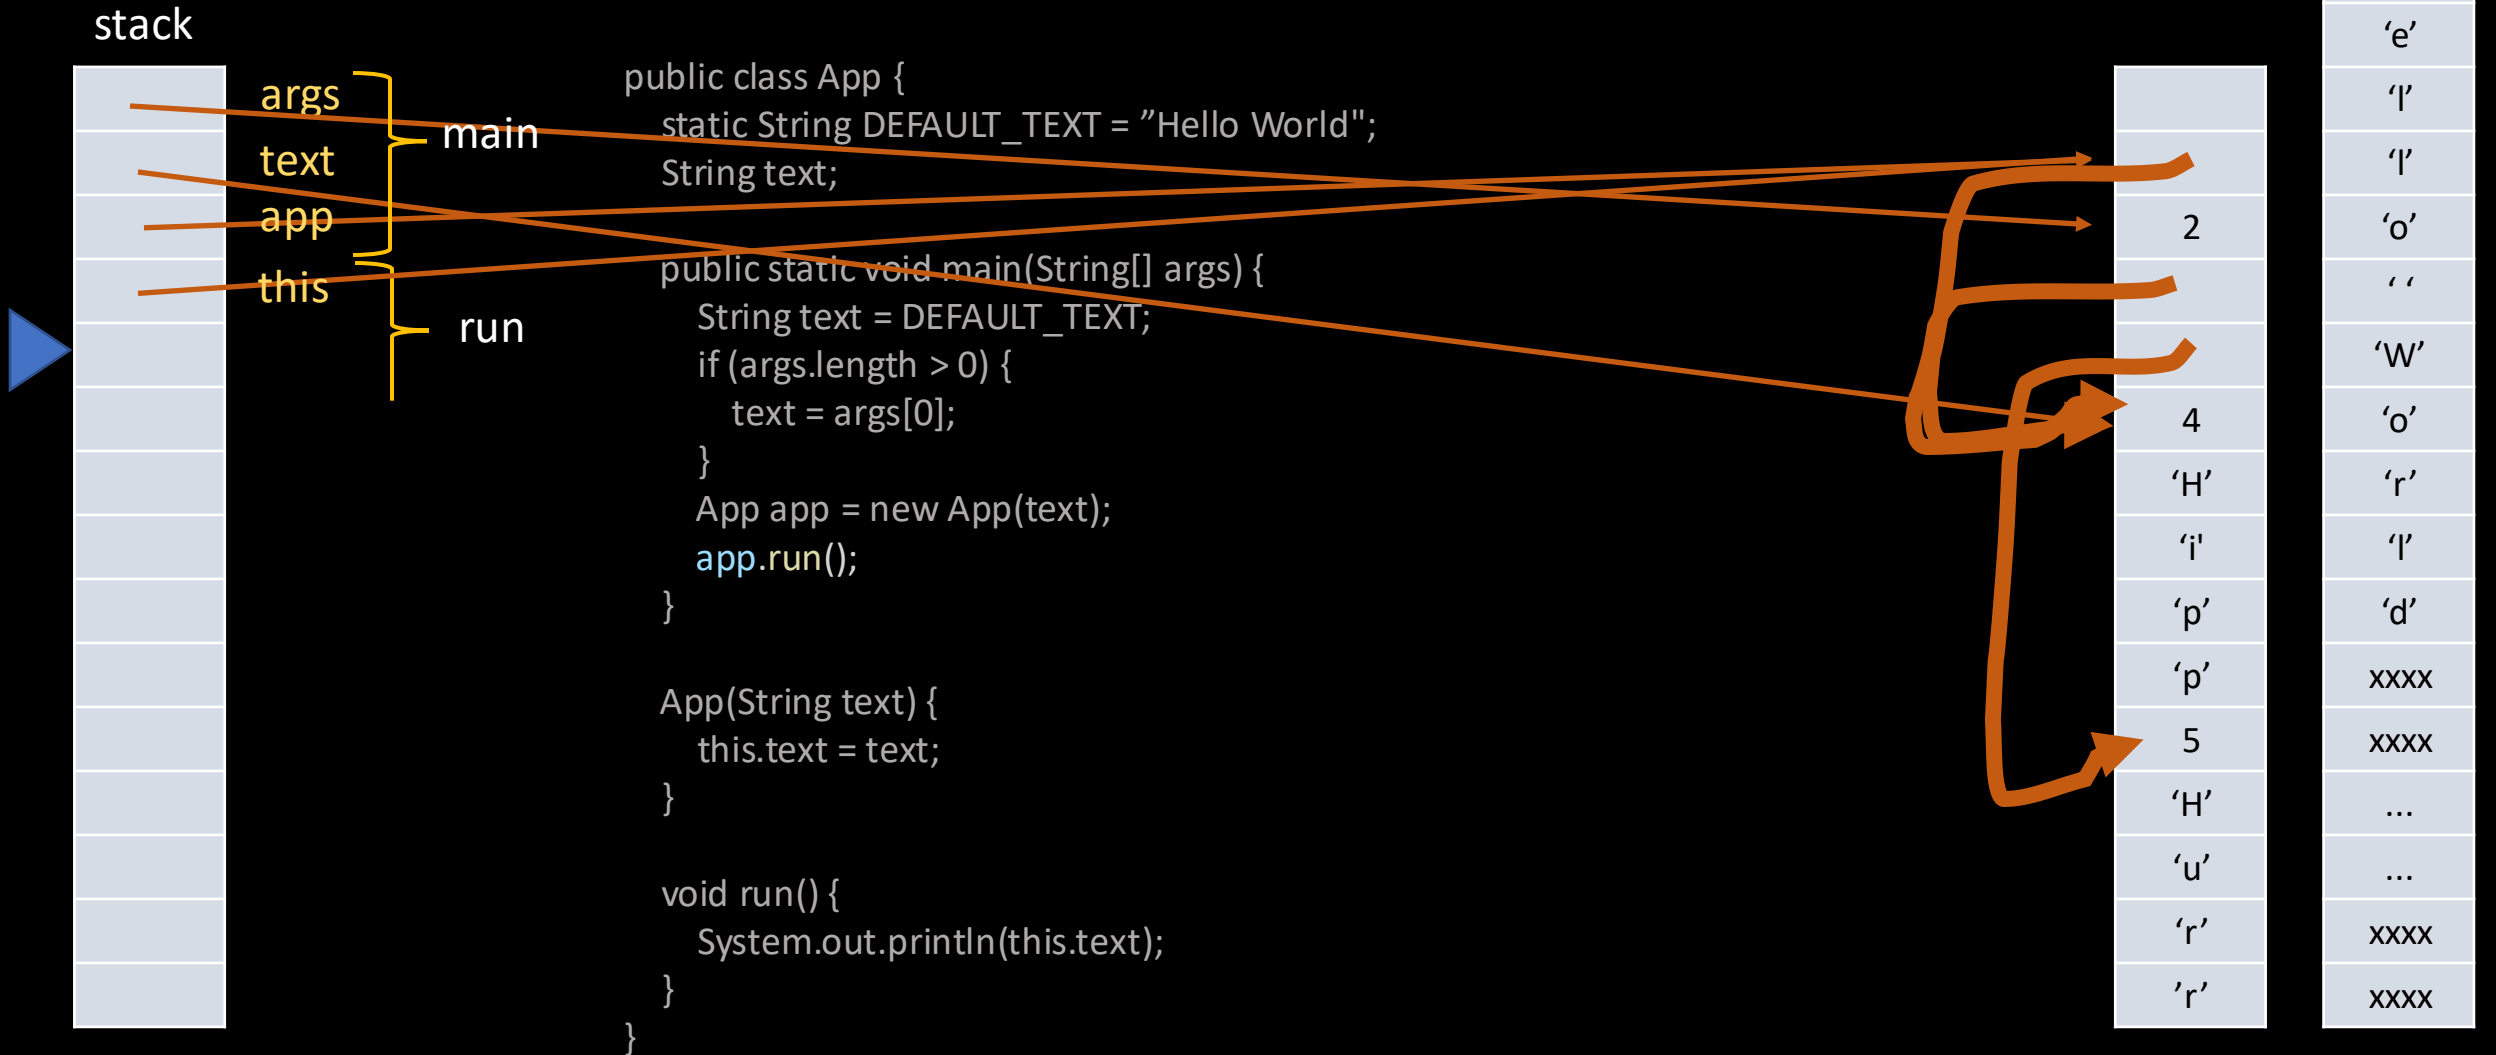 stack
args
text
app
this
main
run
public class App {
static String DEFAULT_TEXT = ”Hello World";
String text;
public static void main(String[] args) {
String text = DEFAULT_TEXT;
if (args.length > 0) {
text = args[0];
}
App app = new App(text);
app.run();
}
App(String text) {
this.text = text;
}
void run() {
System.out.println(this.text);
}
}
2
4
‘H’
‘i'
‘p’
‘p’
5
‘H’
‘u’
‘r’
’r’
‘e’
‘l’
‘l’
‘o’
‘ ‘
‘W’
‘o’
‘r’
‘l’
‘d’
xxxx
xxxx
...
...
xxxx
xxxx